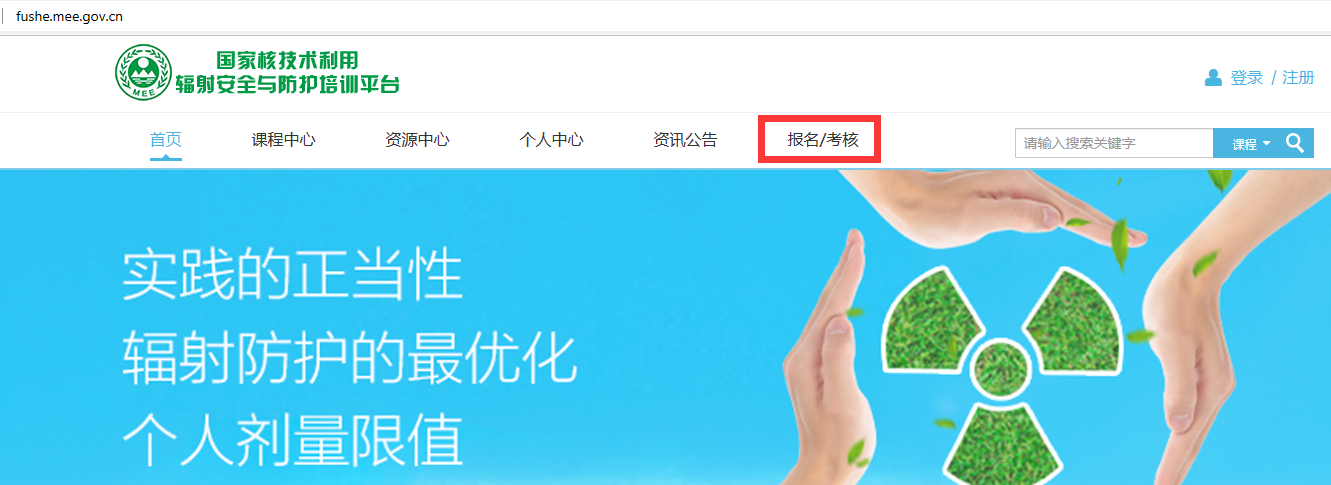 fushe.mee.gov.cn
国家核技术利用
辐射安全与防护培训平台
MEE
登录 / 注册
首页 课程中心 资源中心 个人中心 资讯公告 报名/考核
请输入搜索关键字 课程
实践的正当性
辐射防护的最优化
个人剂量限值